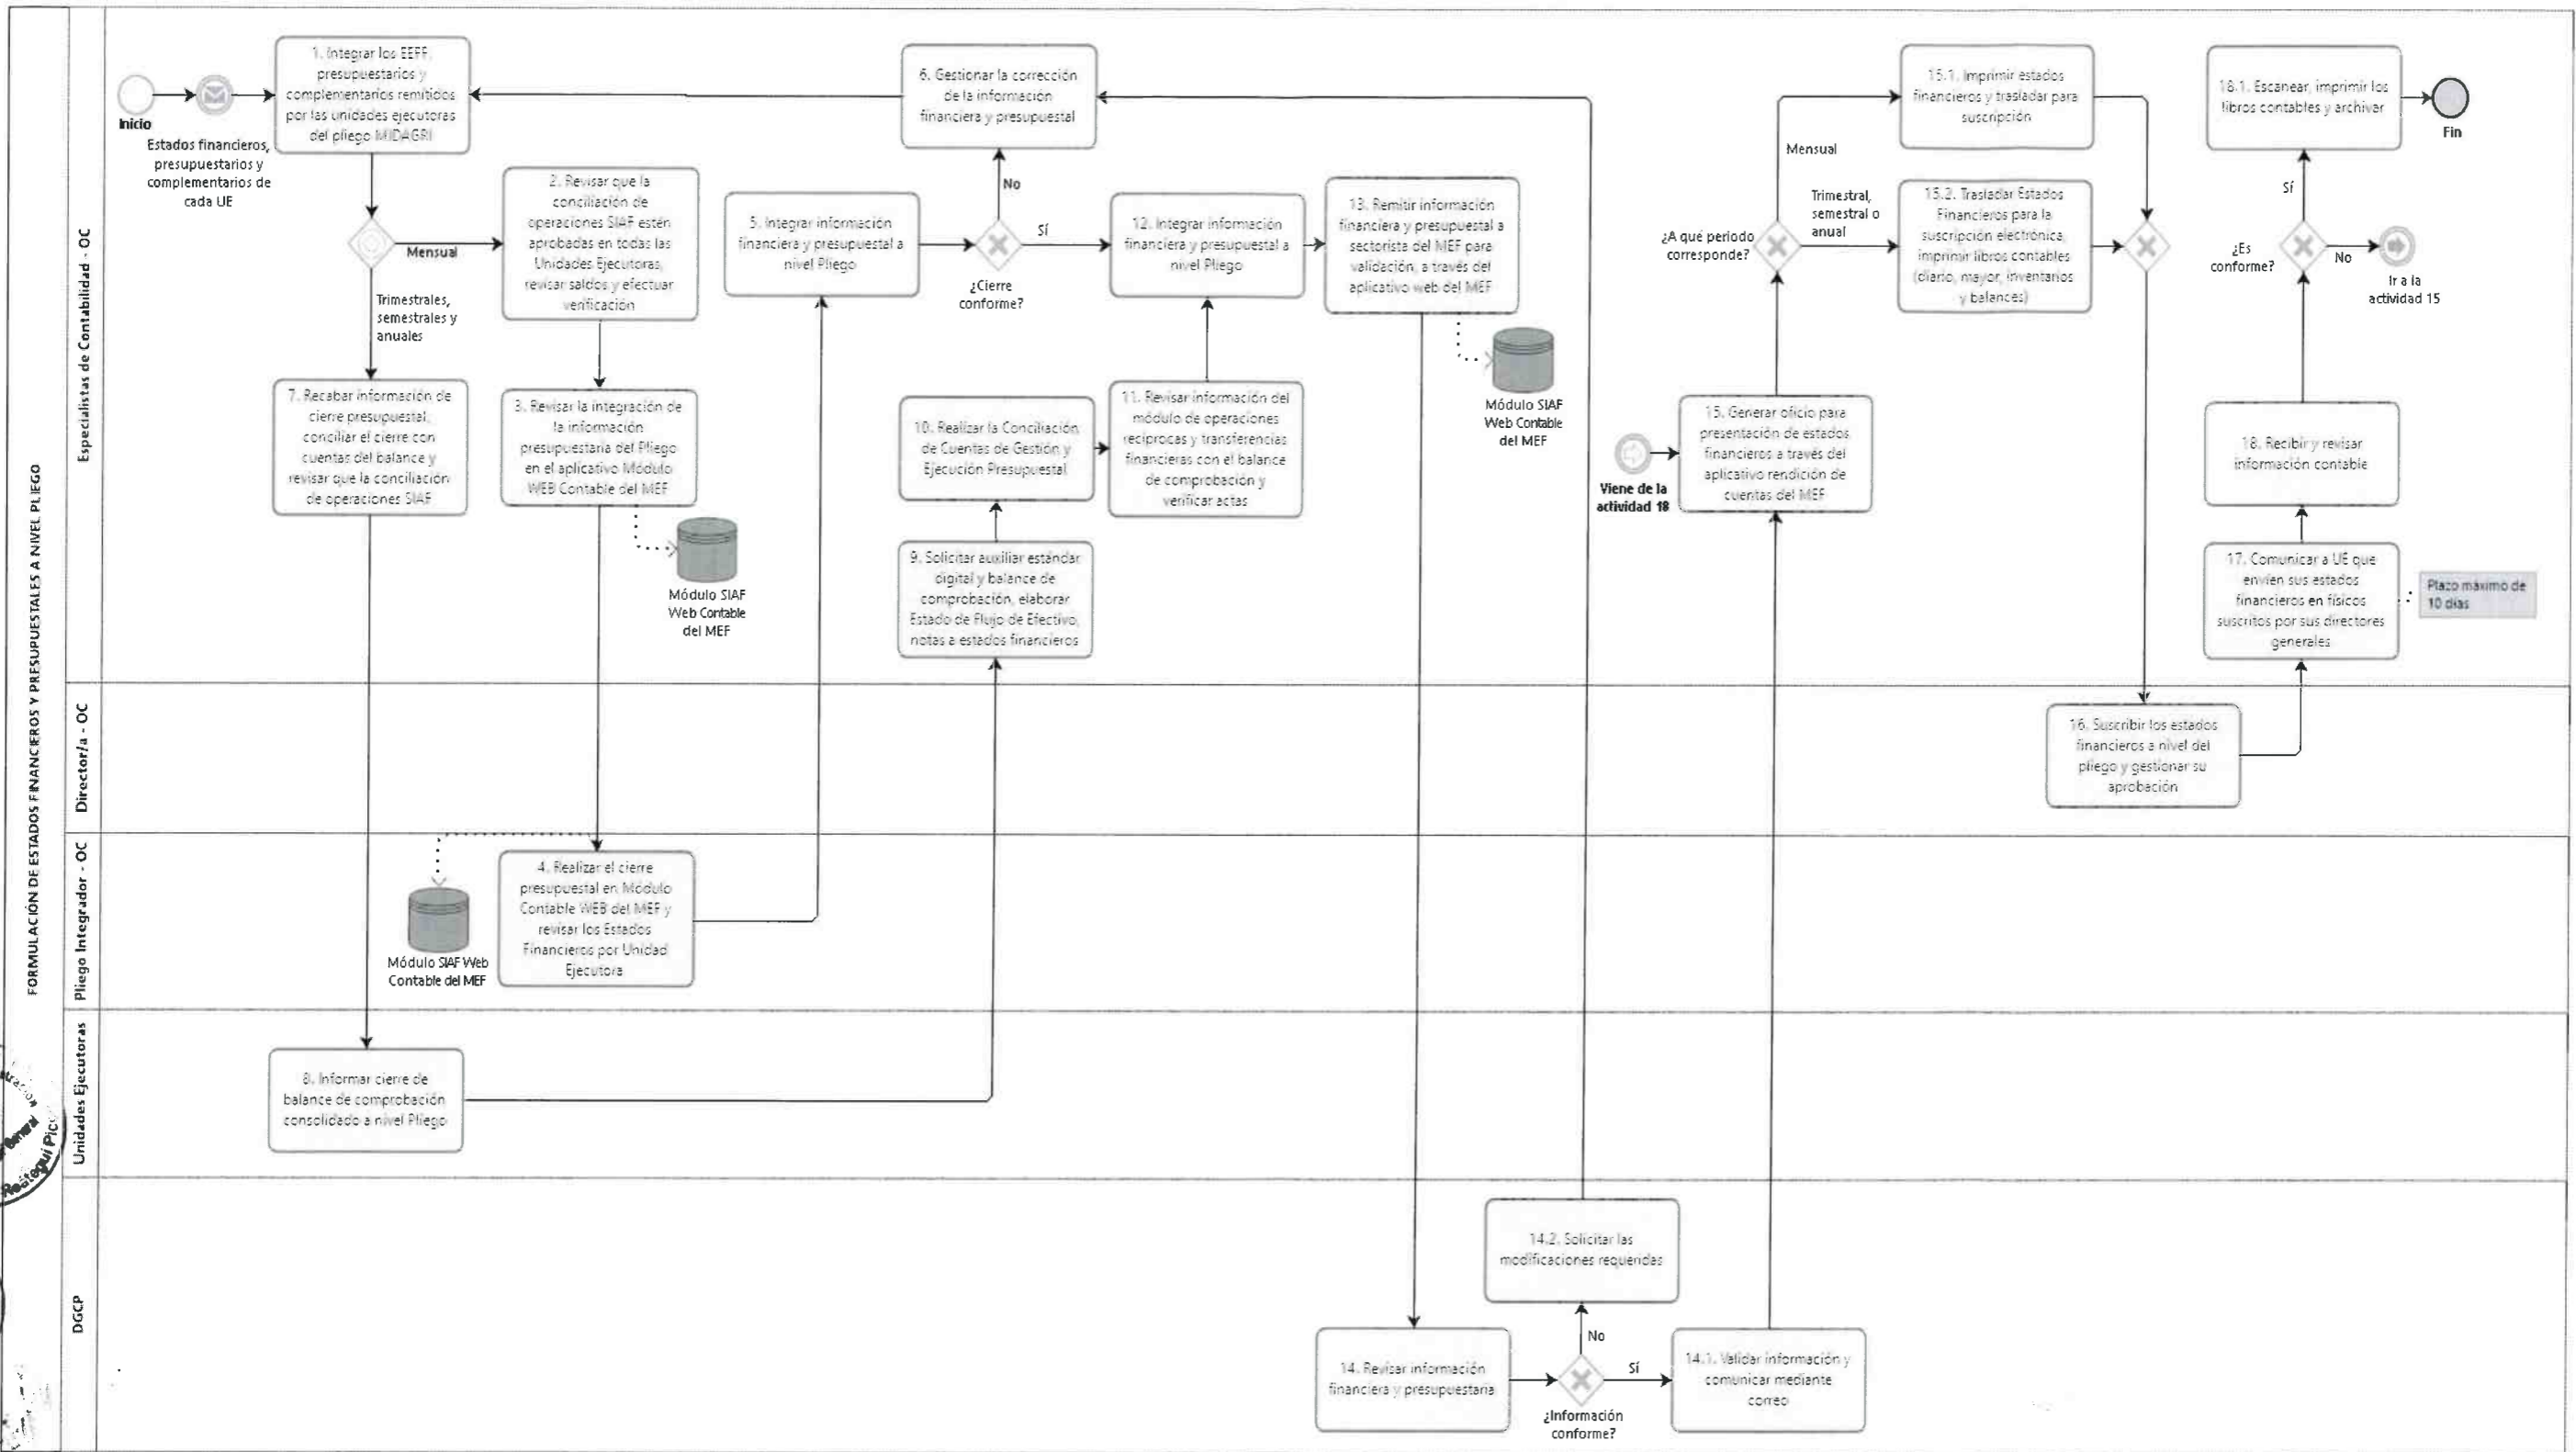 FORMULACIÓN DE ESTADOS FINANCIEROS Y PRESUPUESTALES A NIVEL PLIEGO
Especialistas de Contabilidad - OC
Inicio
Estados financieros,
presupuestarios y
complementarios de
cada UE
1. Integrar los EEFF,
presupuestarios y
complementarios remitidos
por las unidades ejecutoras
del pliego MIDAGRI
Mensual
Trimestrales,
semestrales y
anuales
2. Revisar que la
conciliación de
operaciones SIAF estén
aprobadas en todas las
Unidades Ejecutoras,
revisar saldos y efectuar
verificación
3. Revisar la integración de
la información
presupuestaria del Pliego
en el aplicativo Módulo
WEB Contable del MEF
Módulo SIAF
Web Contable
del MEF
7. Recabar información de
cierre presupuestal,
conciliar el cierre con
cuentas del balance y
revisar que la conciliación
de operaciones SIAF
5. Integrar información
financiera y presupuestal a
nivel Pliego
6. Gestionar la corrección
de la información
financiera y presupuestal
No
Sí
¿Cierre
conforme?
12. Integrar información
financiera y presupuestal a
nivel Pliego
13. Remitir información
financiera y presupuestal a
sectorista del MEF para
validación, a través del
aplicativo web del MEF
Módulo SIAF
Web Contable
del MEF
10. Realizar la Conciliación
de Cuentas de Gestión y
Ejecución Presupuestal
11. Revisar información del
módulo de operaciones
reciprocas y transferencias
financieras con el balance
de comprobación y
verificar actas
9. Solicitar auxiliar estándar
digital y balance de
comprobación, elaborar
Estado de Flujo de Efectivo,
notas a estados financieros
Viene de la
actividad 18
15. Generar oficio para
presentación de estados
financieros a través del
aplicativo rendición de
cuentas del MEF
¿A qué periodo
corresponde?
Mensual
Trimestral,
semestral o
anual
15.1. Imprimir estados
financieros y trasladar para
suscripción
15.2. Trasladar Estados
Financieros para la
suscripción electrónica,
imprimir libros contables
(diario, mayor, inventarios
y balances)
18.1. Escanear, imprimir los
libros contables y archivar
Fin
Sí
¿Es
conforme?
No
Ir a la
actividad 15
18. Recibir y revisar
información contable
17. Comunicar a UE que
envíen sus estados
financieros en físicos
suscritos por sus directores
generales
Plazo máximo de
10 días
Director/a - OC
16. Suscribir los estados
financieros a nivel del
pliego y gestionar su
aprobación
Pliego Integrador - OC
Módulo SIAF Web
Contable del MEF
4. Realizar el cierre
presupuestal en Módulo
Contable WEB del MEF y
revisar los Estados
Financieros por Unidad
Ejecutora
Unidades Ejecutoras
8. Informar cierre de
balance de comprobación
consolidado a nivel Pliego
DGCP
14.2. Solicitar las
modificaciones requeridas
No
14. Revisar información
financiera y presupuestaria
Sí
¿Información
conforme?
14.1. Validar información y
comunicar mediante
correo
General
Reátegui